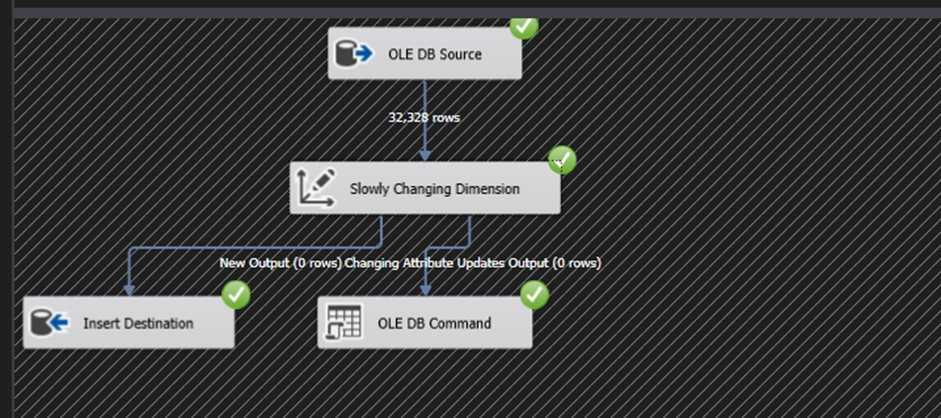 OLE DB Source
32,328 rows
Slowly Changing Dimension
New Output (0 rows) Changing Attribute Updates Output (0 rows)
Insert Destination
OLE DB Command